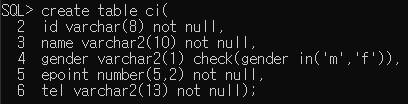 SQL> create table ci(
2 id varchar(8) not null,
3 name varchar2(10) not null,
4 gender varchar2(1) check(gender in('m','f')),
5 epoint number(5,2) not null,
6 tel varchar2(13) not null);